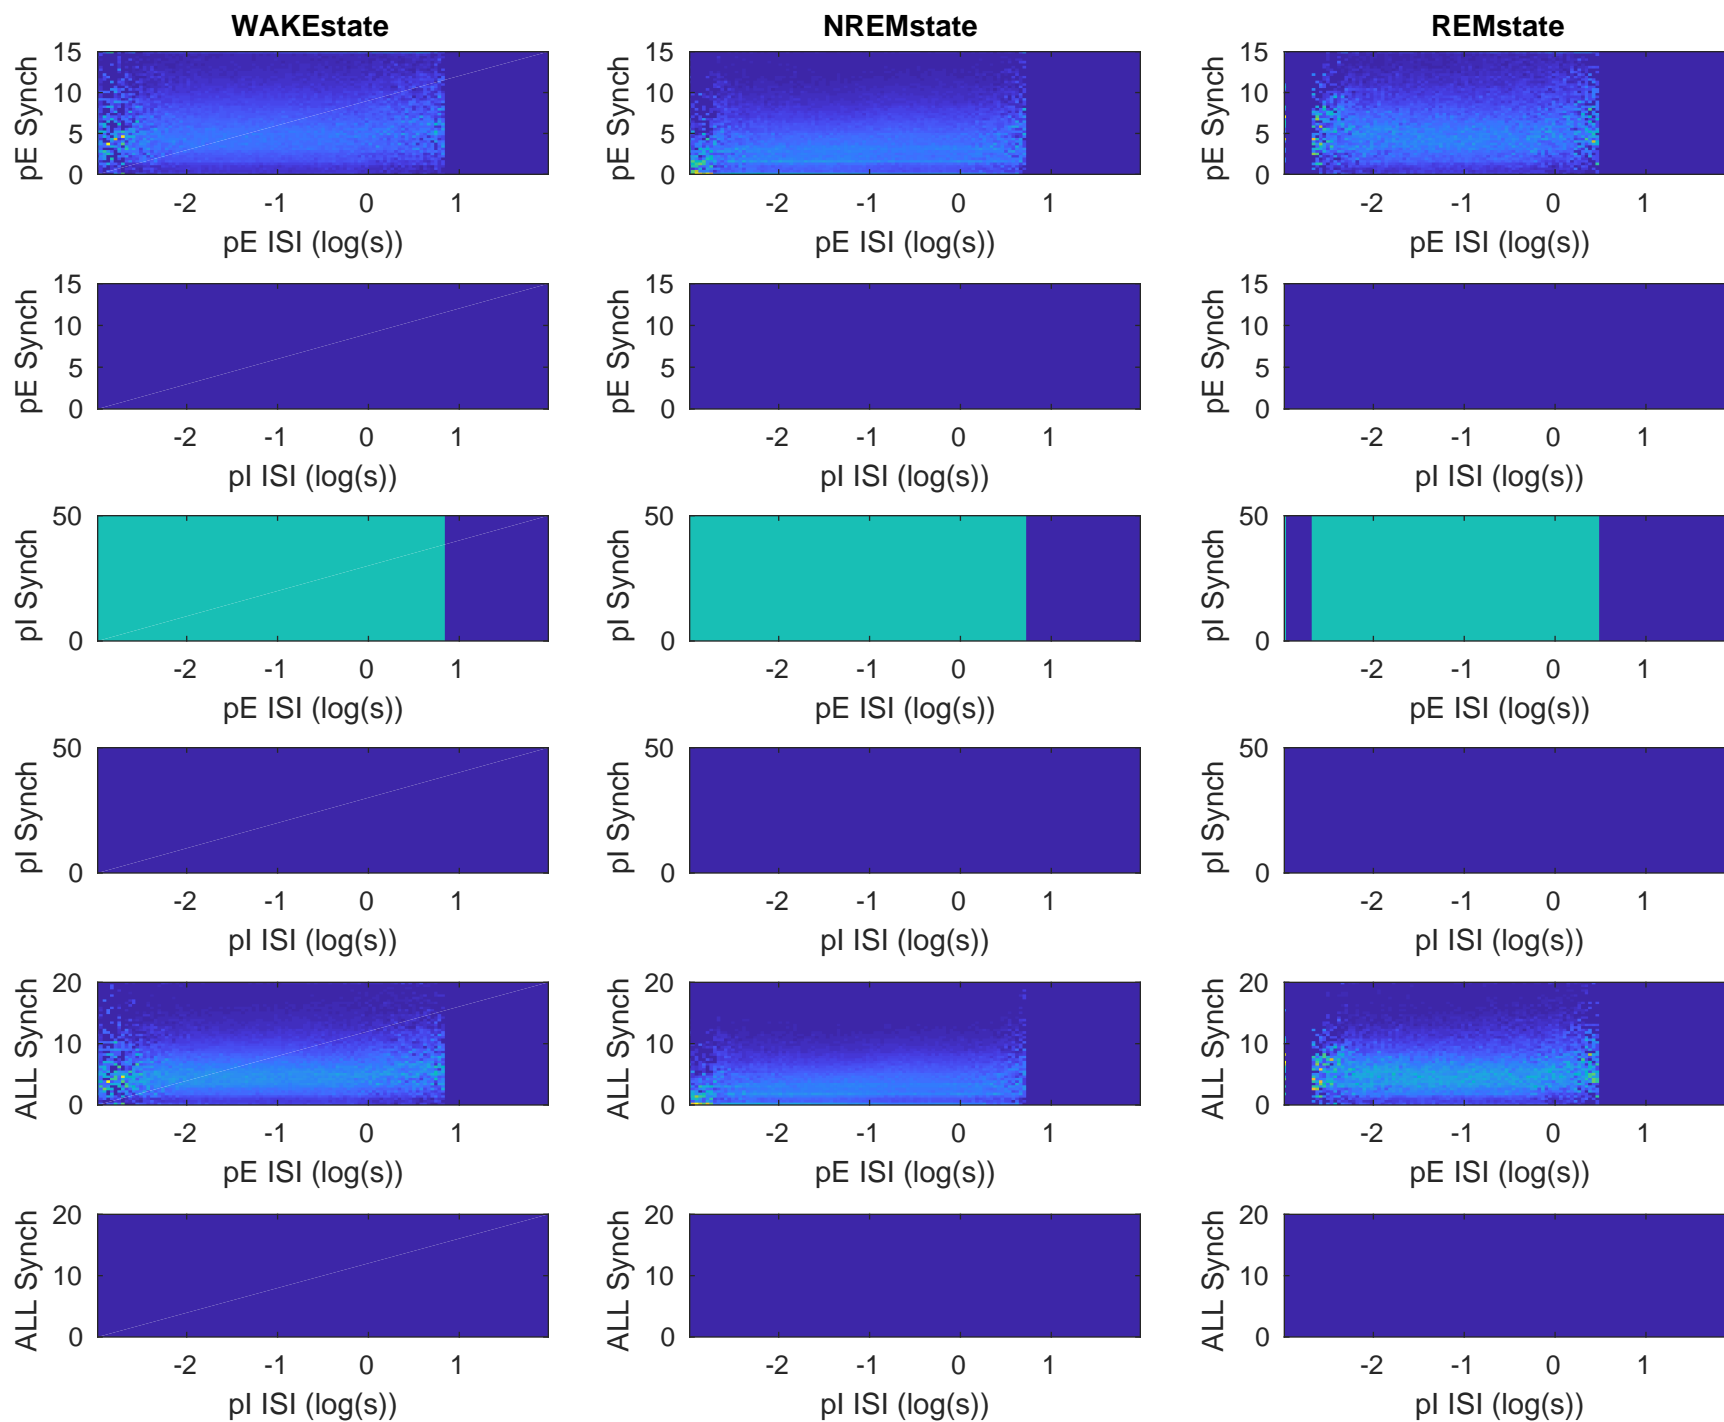 WAKEstate NREMstate REMstate
15 15 15
10 10 10
5 5 5
0 0 0
pE Synch pE Synch pE Synch
-2 -1 0 1 -2 -1 0 1 -2 -1 0 1
pE ISI (log(s)) pE ISI (log(s)) pE ISI (log(s))
15 15 15
10 10 10
5 5 5
0 0 0
pE Synch pE Synch pE Synch
-2 -1 0 1 -2 -1 0 1 -2 -1 0 1
pI ISI (log(s)) pI ISI (log(s)) pI ISI (log(s))
50 50 50
0 0 0
pI Synch pI Synch pI Synch
-2 -1 0 1 -2 -1 0 1 -2 -1 0 1
pE ISI (log(s)) pE ISI (log(s)) pE ISI (log(s))
50 50 50
0 0 0
pI Synch pI Synch pI Synch
-2 -1 0 1 -2 -1 0 1 -2 -1 0 1
pI ISI (log(s)) pI ISI (log(s)) pI ISI (log(s))
20 20 20
10 10 10
0 0 0
ALL Synch ALL Synch ALL Synch
-2 -1 0 1 -2 -1 0 1 -2 -1 0 1
pE ISI (log(s)) pE ISI (log(s)) pE ISI (log(s))
20 20 20
10 10 10
0 0 0
ALL Synch ALL Synch ALL Synch
-2 -1 0 1 -2 -1 0 1 -2 -1 0 1
pI ISI (log(s)) pI ISI (log(s)) pI ISI (log(s))